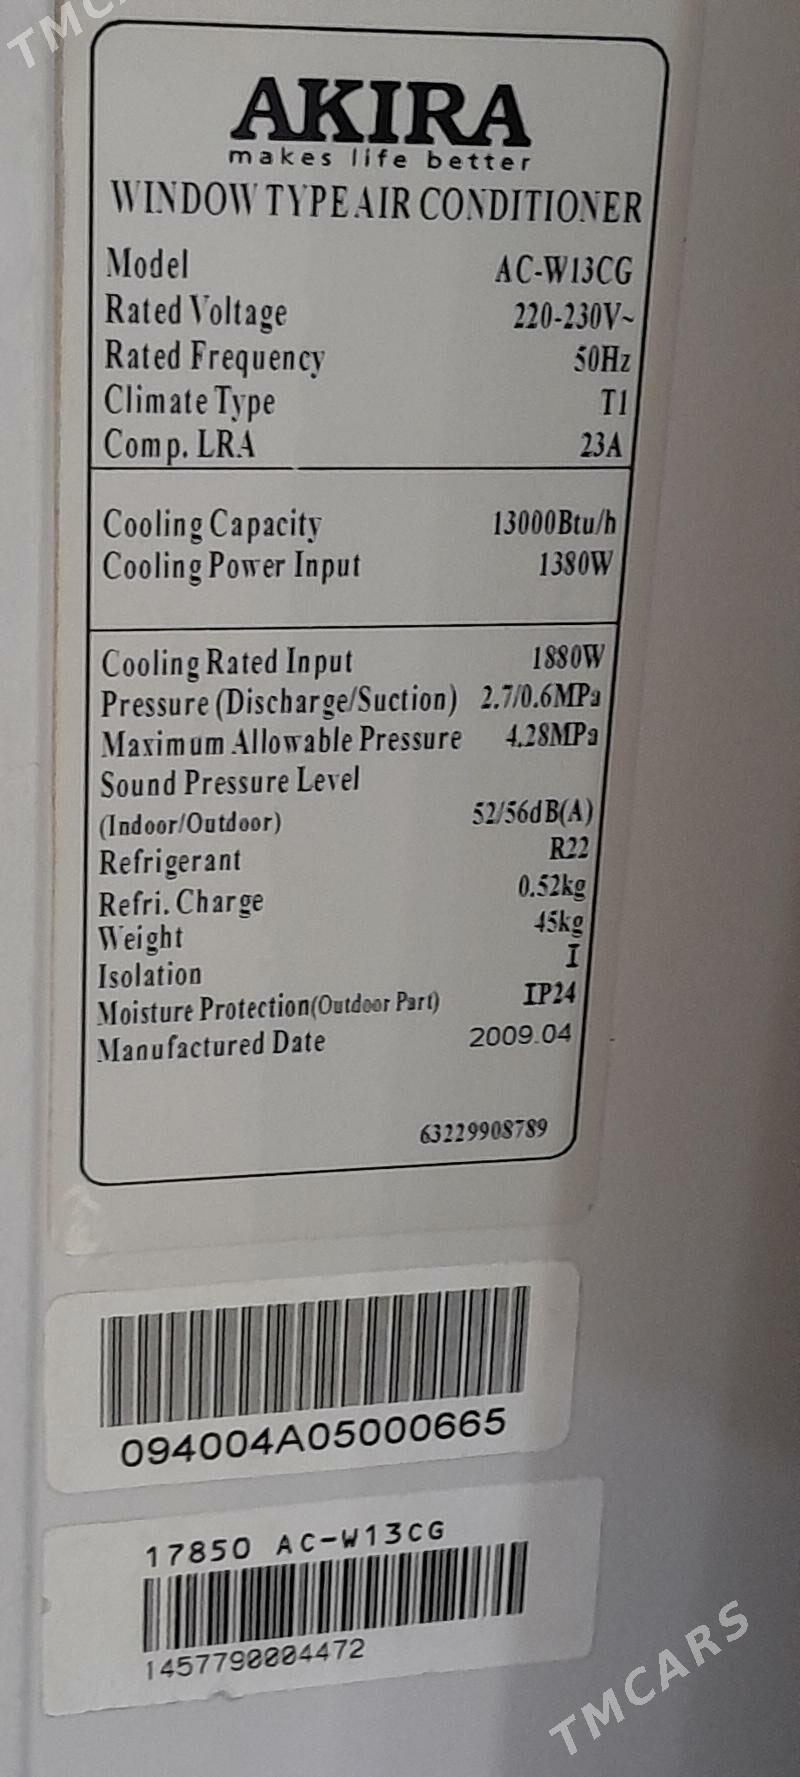 TMCARS
AKIRA
makes life better
WINDOW TYPE AIR CONDITIONER
Model AC-W13CG
Rated Voltage 220-230V~
Rated Frequency 50Hz
Climate Type T1
Comp. LRA 23A
Cooling Capacity 13000Btu/h
Cooling Power Input 1380W
Cooling Rated Input 1880W
Pressure (Discharge/Suction) 2.7/0.6MPa
Maximum Allowable Pressure 4.28MPa
Sound Pressure Level
(Indoor/Outdoor) 52/56dB(A)
Refrigerant R22
Refri. Charge 0.52kg
Weight 45kg
Isolation I
Moisture Protection(Outdoor Part) IP24
Manufactured Date 2009.04
63229908789
094004A05000665
17850 AC-W13CG
1457790004472
TMCARS